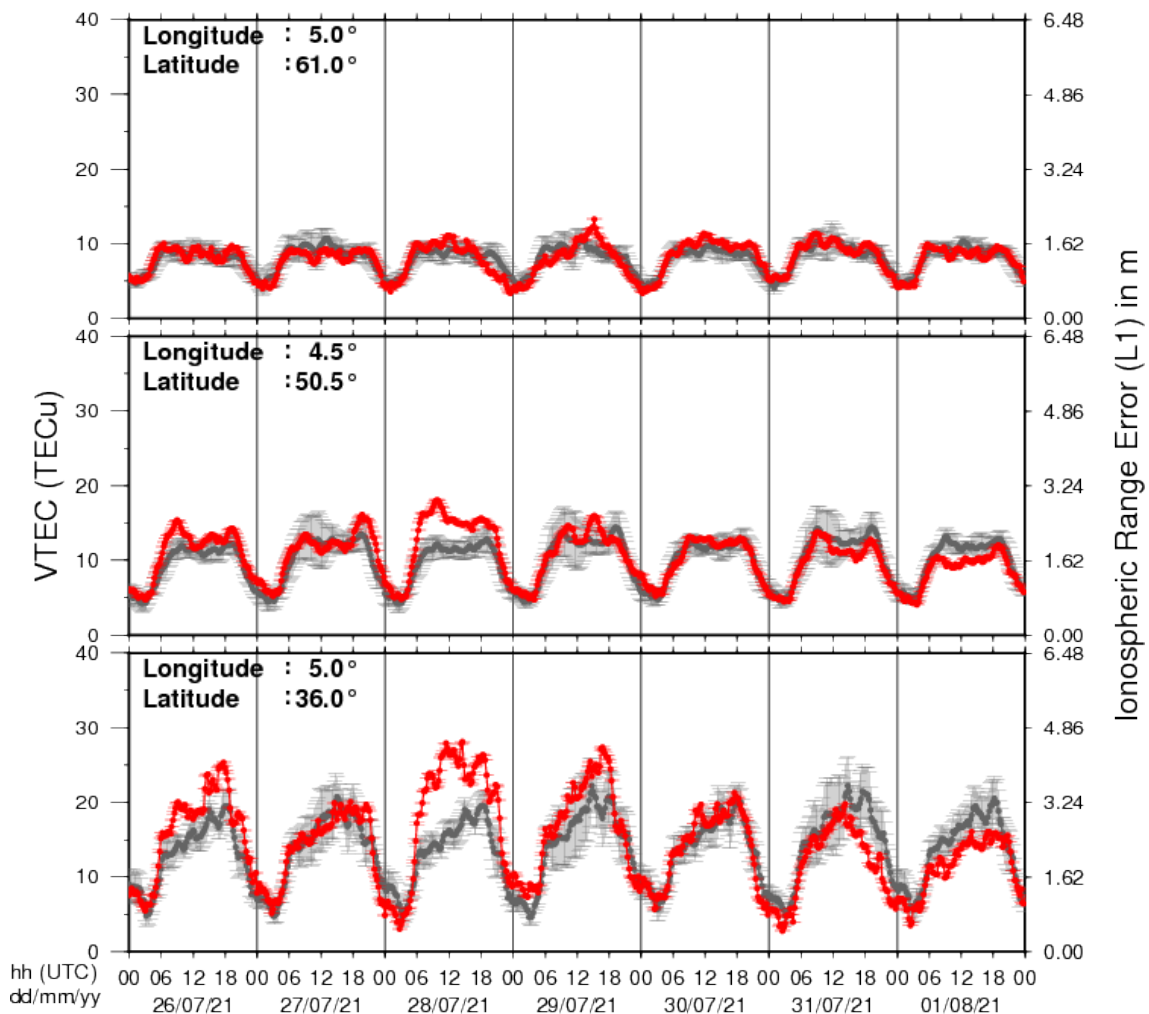 40 6.48
Longitude : 5.0°
Latitude :61.0°
30 4.86
20 3.24
10 1.62
0 0.00
40 6.48
Longitude : 4.5°
Latitude :50.5°
30 4.86
20 3.24
10 1.62
0 0.00
40 6.48
Longitude : 5.0°
Latitude :36.0°
30 4.86
20 3.24
10 1.62
0 0.00
VTEC (TECu)
Ionospheric Range Error (L1) in m
hh (UTC) 00 06 12 18 00 06 12 18 00 06 12 18 00 06 12 18 00 06 12 18 00 06 12 18 00 06 12 18 00
dd/mm/yy 26/07/21 27/07/21 28/07/21 29/07/21 30/07/21 31/07/21 01/08/21